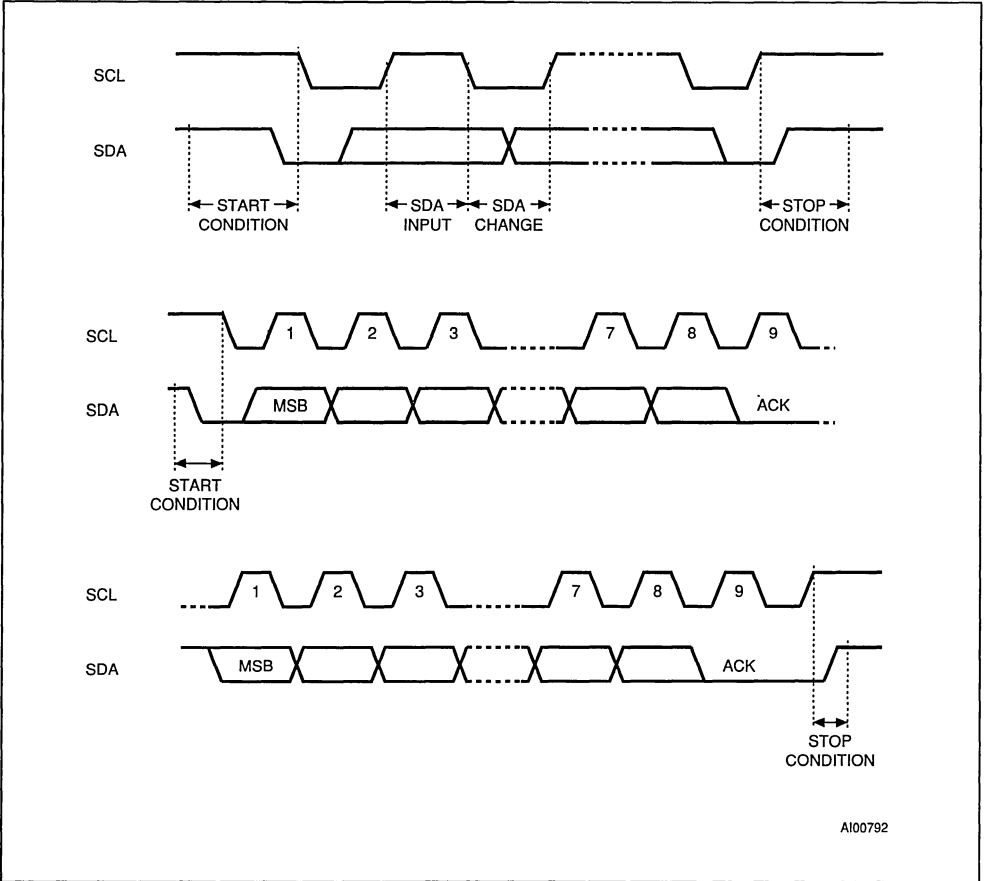 SCL
SDA
START CONDITION
SDA INPUT
SDA CHANGE
STOP CONDITION
SCL
1 2 3 7 8 9
SDA
MSB
ACK
START CONDITION
SCL
1 2 3 7 8 9
SDA
MSB
ACK
STOP CONDITION
AI00792